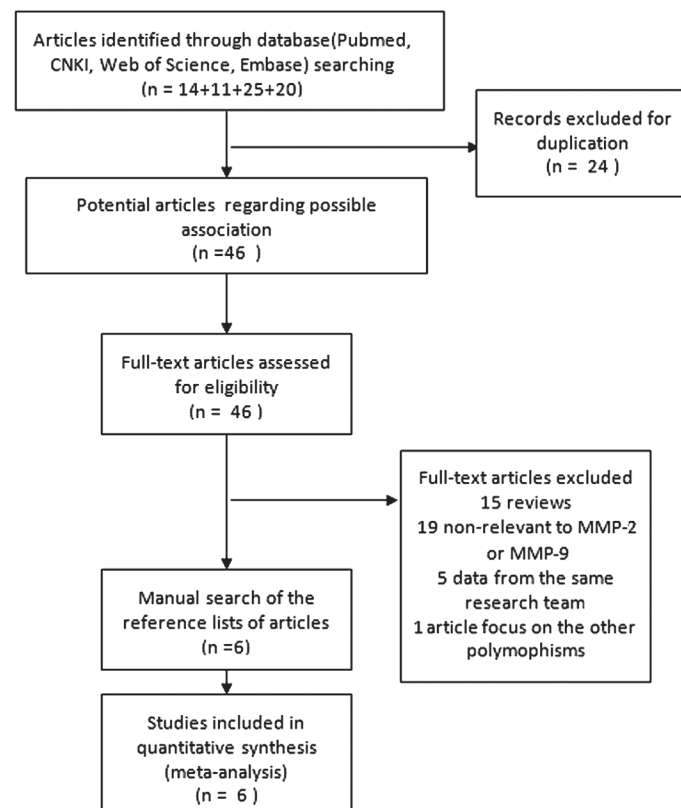 Articles identified through database(Pubmed,
CNKI, Web of Science, Embase) searching
(n = 14+11+25+20)
Records excluded for
duplication
(n = 24 )
Potential articles regarding possible
association
(n =46 )
Full-text articles assessed
for eligibility
(n = 46 )
Full-text articles excluded
15 reviews
19 non-relevant to MMP-2
or MMP-9
5 data from the same
research team
1 article focus on the other
polymophisms
Manual search of the
reference lists of articles
(n =6)
Studies included in
quantitative synthesis
(meta-analysis)
(n = 6 )